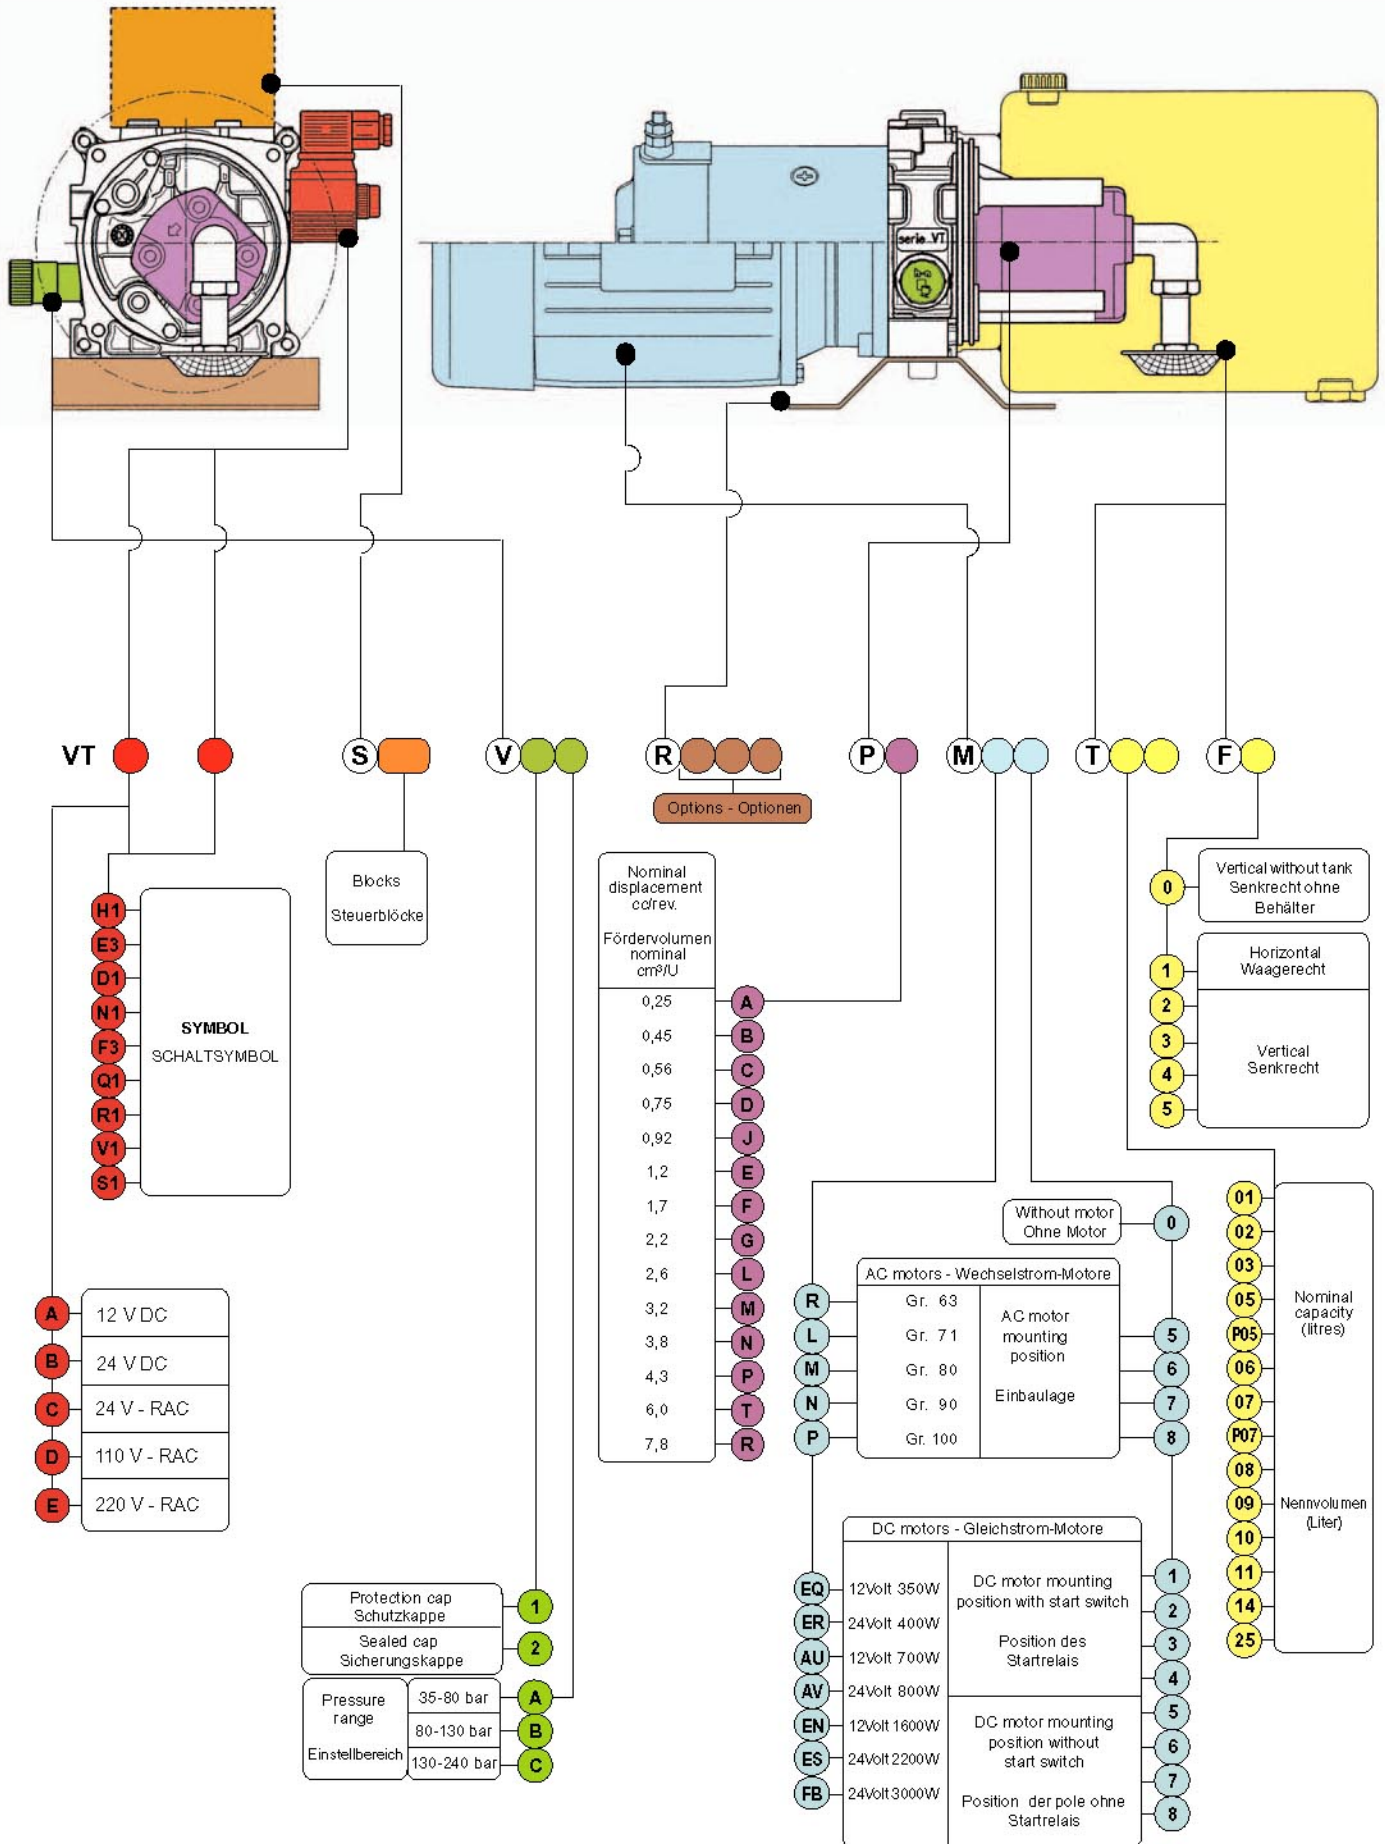 serie VT
VT
S
V
R
P
M
T
F
Options - Optionen
H1
E3
D1
N1
F3
Q1
R1
V1
S1
SYMBOL
SCHALTSYMBOL
A
12 V DC
B
24 V DC
C
24 V - RAC
D
110 V - RAC
E
220 V - RAC
Blocks
Steuerblöcke
Protection cap
Schutzkappe
1
Sealed cap
Sicherungskappe
2
Pressure
range
Einstellbereich
35-80 bar
A
80-130 bar
B
130-240 bar
C
Nominal
displacement
cc/rev.
Fördervolumen
nominal
cm³/U
0,25
A
0,45
B
0,56
C
0,75
D
0,92
J
1,2
E
1,7
F
2,2
G
2,6
L
3,2
M
3,8
N
4,3
P
6,0
T
7,8
R
Without motor
Ohne Motor
0
AC motors - Wechselstrom-Motore
R
Gr. 63
L
Gr. 71
M
Gr. 80
N
Gr. 90
P
Gr. 100
AC motor
mounting
position
Einbaulage
5
6
7
8
DC motors - Gleichstrom-Motore
EQ
12Volt 350W
ER
24Volt 400W
AU
12Volt 700W
AV
24Volt 800W
EN
12Volt 1600W
ES
24Volt 2200W
FB
24Volt 3000W
DC motor mounting
position with start switch
Position des
Startrelais
1
2
3
4
DC motor mounting
position without
start switch
Position der pole ohne
Startrelais
5
6
7
8
0
Vertical without tank
Senkrecht ohne
Behälter
1
Horizontal
Waagerecht
2
3
4
5
Vertical
Senkrecht
01
02
03
05
P05
06
07
P07
08
09
10
11
14
25
Nominal
capacity
(litres)
Nennvolumen
(Liter)